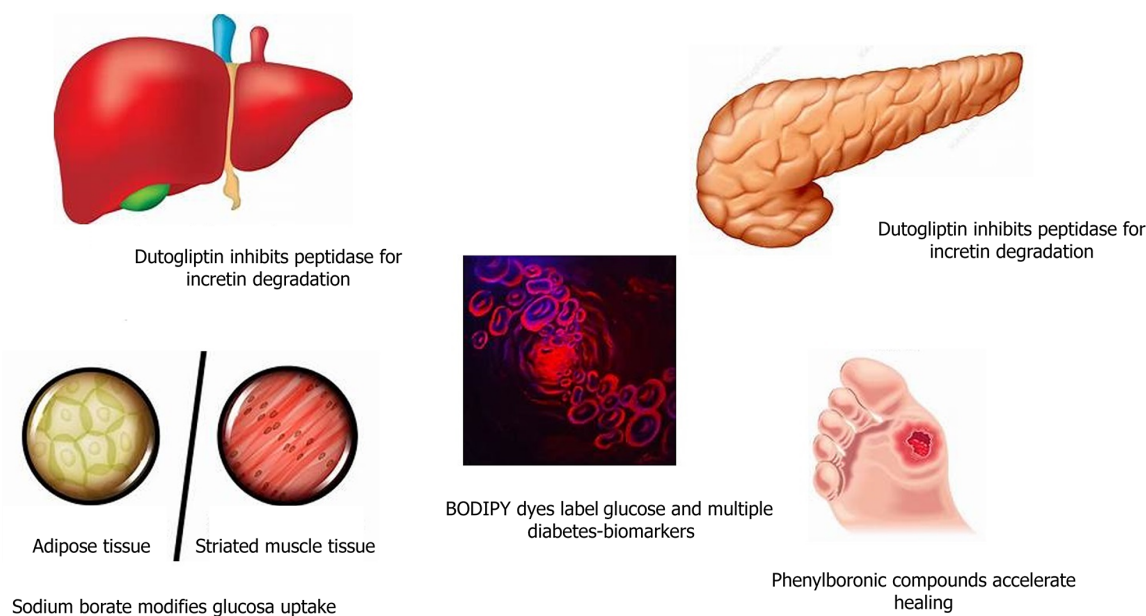 Dutogliptin inhibits peptidase for
incretin degradation
Dutogliptin inhibits peptidase for
incretin degradation
Adipose tissue
Striated muscle tissue
Sodium borate modifies glucosa uptake
BODIPY dyes label glucose and multiple
diabetes-biomarkers
Phenylboronic compounds accelerate
healing